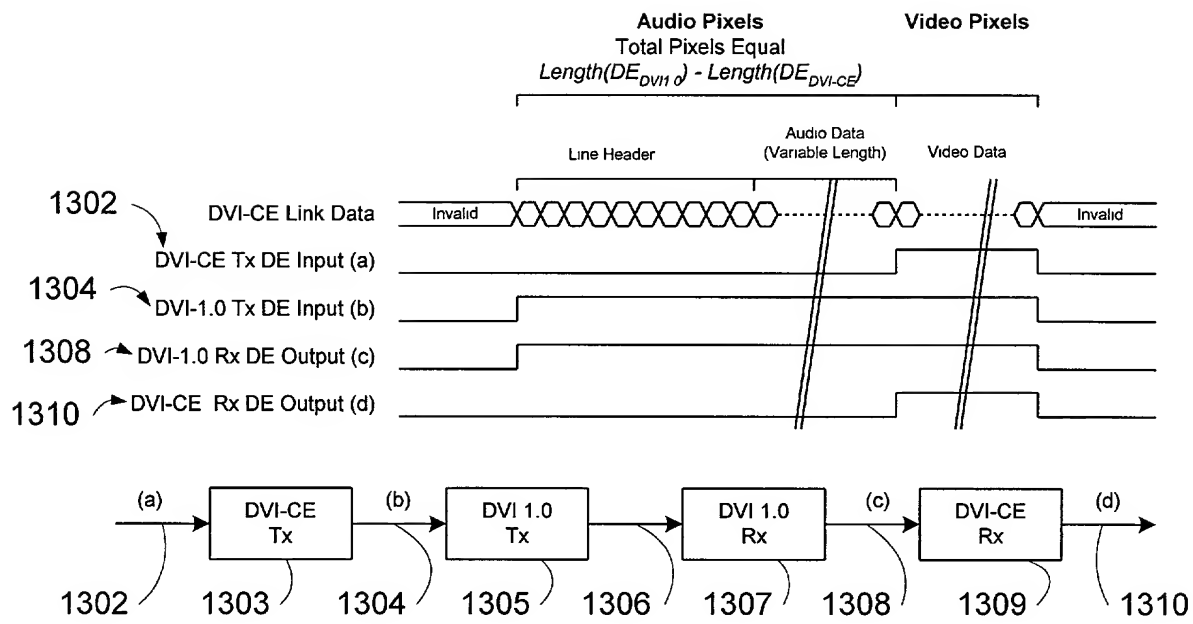 Audio Pixels
Total Pixels Equal
Length(DE_DVI1 0) - Length(DE_DVI-CE)
Video Pixels
Line Header
Audio Data
(Variable Length)
Video Data
DVI-CE Link Data
Invalid
Invalid
1302
DVI-CE Tx DE Input (a)
1304
DVI-1.0 Tx DE Input (b)
1308
DVI-1.0 Rx DE Output (c)
1310
DVI-CE Rx DE Output (d)
(a)
DVI-CE
Tx
(b)
DVI 1.0
Tx
DVI 1.0
Rx
(c)
DVI-CE
Rx
(d)
1302
1303
1304
1305
1306
1307
1308
1309
1310